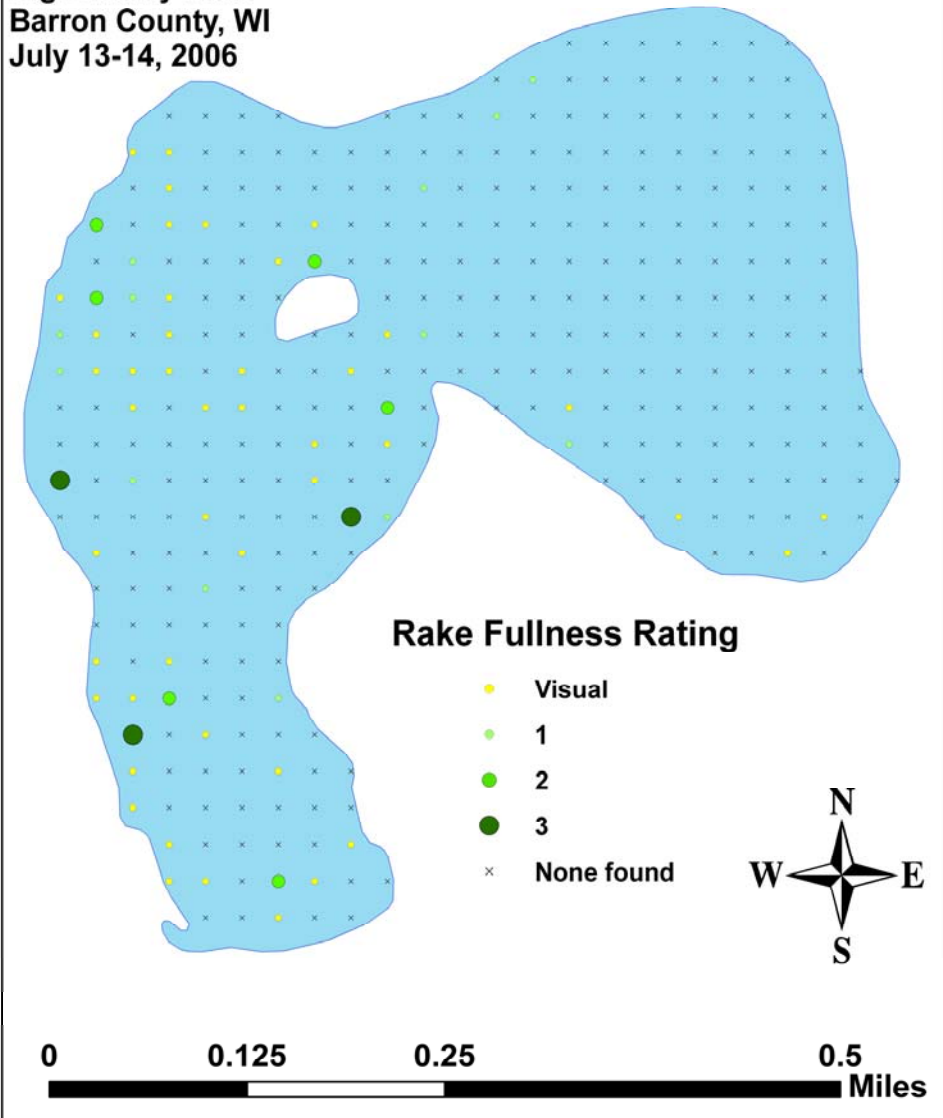 Barron County, WI
July 13-14, 2006
Rake Fullness Rating
Visual
1
2
3
None found
N
W E
S
0 0.125 0.25 0.5
Miles